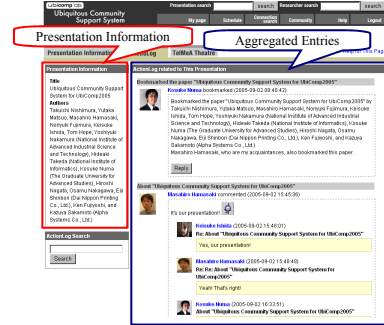 ubicomp'05
Presentation search search Researcher search search
Ubiquitous Community
Support System
My page Schedule Connection search Community Help Logout
Presentation Information
Aggregated Entries
Presentation Information
ActionLog
TelMeA Theatre
Help of this Page
Presentation Information
Title
Ubiquitous Community Support
System for UbiComp2005
Authors
Takuichi Nishimura, Yutaka
Matsuo, Masahiro Hamasaki,
Noriyuki Fujimura, Keisuke
Ishida, Tom Hope, Yoshiyuki
Nakamura (National Institute of
Advanced Industrial Science
and Technology), Hideaki
Takeda (National Institute of
Informatics), Kosuke Numa
(The Graduate University for
Advanced Studies), Hiroshi
Nagata, Osamu Nakagawa, Eiji
Shinbori (Dai Nippon Printing
Co., Ltd.), Ken Fujiyoshi, and
Kazuya Sakamoto (Alpha
Systems Co., Ltd.)
ActionLog Search
Search
ActionLog related to This Presentation
Bookmarked the paper "Ubiquitous Community Support System for UbiComp2005"
Kosuke Numa bookmarked (2005-09-02 08:40:42)
Bookmarked the paper "Ubiquitous Community Support System for UbiComp2005" by
Takuichi Nishimura, Yutaka Matsuo, Masahiro Hamasaki, Noriyuki Fujimura, Keisuke
Ishida, Tom Hope, Yoshiyuki Nakamura (National Institute of Advanced Industrial
Science and Technology), Hideaki Takeda (National Institute of Informatics), Kosuke
Numa (The Graduate University for Advanced Studies), Hiroshi Nagata, Osamu
Nakagawa, Eiji Shinbori (Dai Nippon Printing Co., Ltd.), Ken Fujiyoshi, and Kazuya
Sakamoto (Alpha Systems Co., Ltd.)
Masahiro Hamasaki, who are my acquaintances, also bookmarked this paper.
Reply
About "Ubiquitous Community Support System for UbiComp2005"
Masahiro Hamasaki commented (2005-09-02 15:45:36)
It's our presentation!
Keisuke Ishida (2005-09-02 15:48:01)
Re: About "Ubiquitous Community Support System for UbiComp2005"
Yes, our presentation!
Masahiro Hamasaki (2005-09-02 15:48:48)
Re: Re: About "Ubiquitous Community Support System for
UbiComp2005"
Yeah! That's right!
Kosuke Numa (2005-09-02 16:33:51)
About "Ubiquitous Community Support System for UbiComp2005"